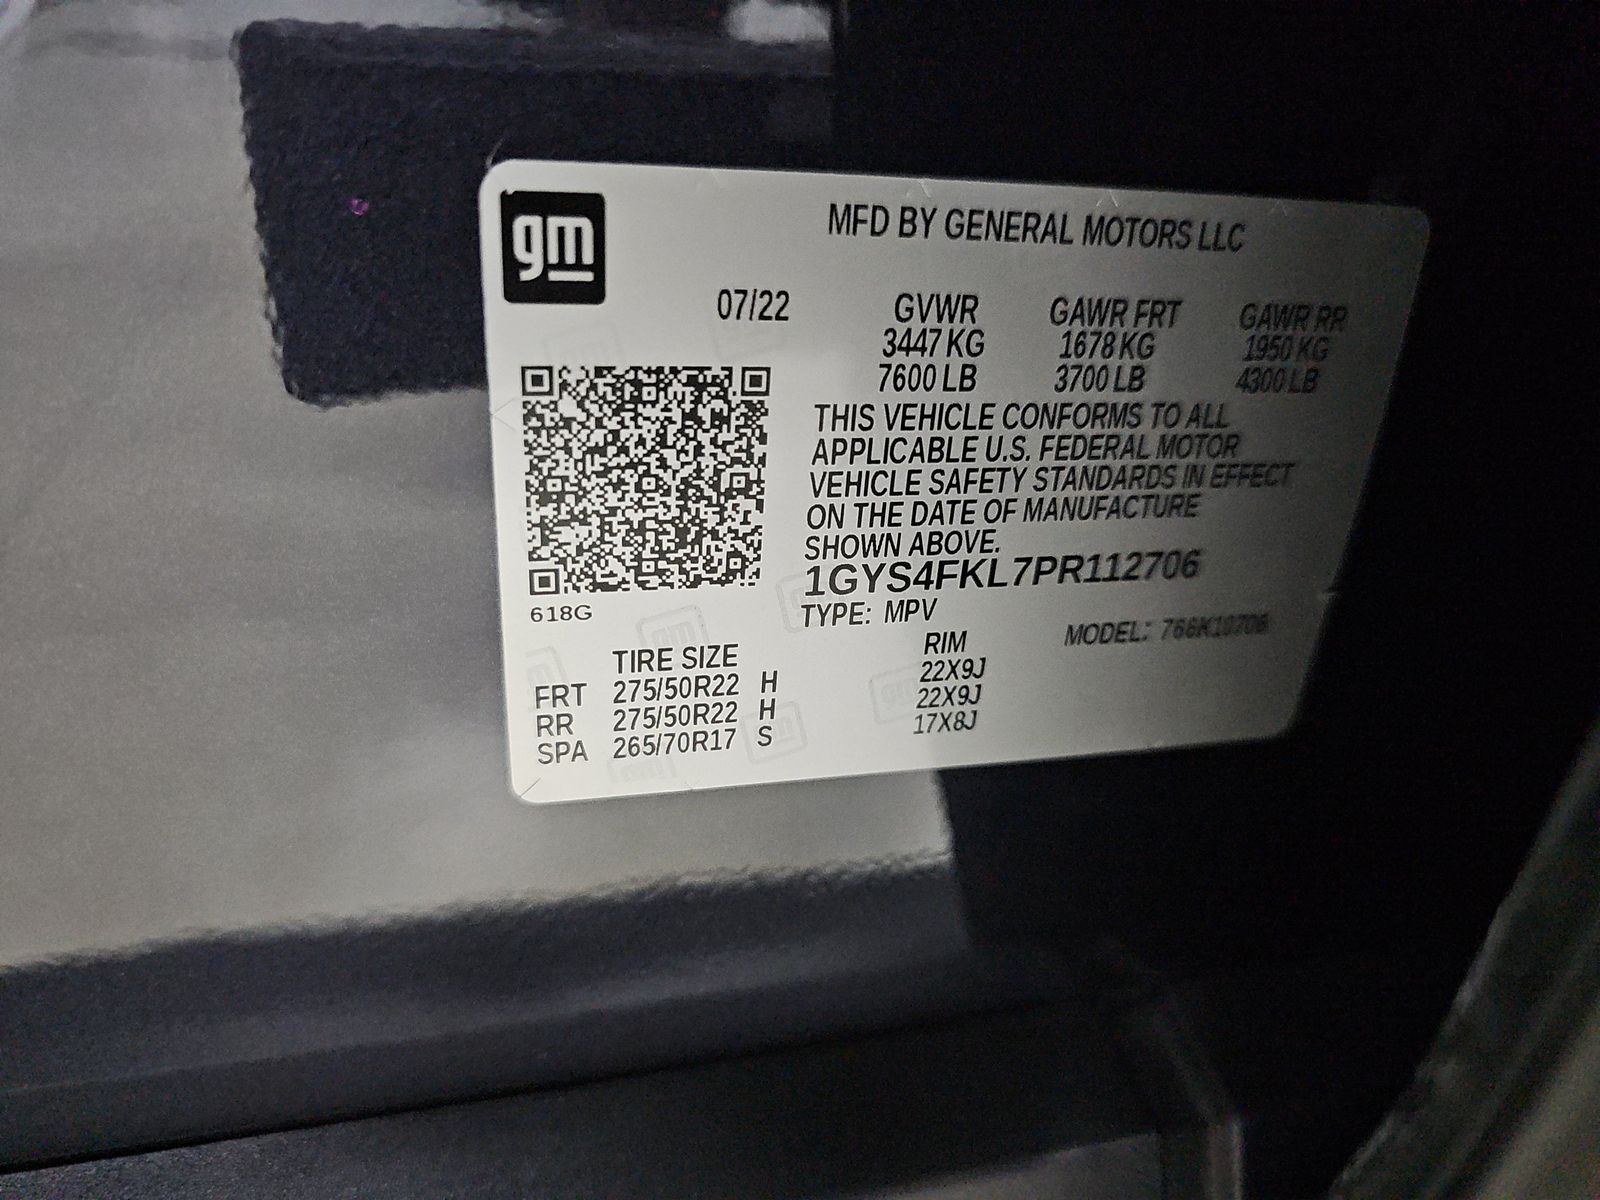 gm
MFD BY GENERAL MOTORS LLC
07/22 GVWR GAWR FRT GAWR RR
3447 KG 1678 KG 1950 KG
7600 LB 3700 LB 4300 LB
THIS VEHICLE CONFORMS TO ALL
APPLICABLE U.S. FEDERAL MOTOR
VEHICLE SAFETY STANDARDS IN EFFECT
ON THE DATE OF MANUFACTURE
SHOWN ABOVE.
1GYS4FKL7PR112706
618G
TYPE: MPV
MODEL:
TIRE SIZE RIM
FRT 275/50R22 H 22X9J
RR 275/50R22 H 22X9J
SPA 265/70R17 S 17X8J